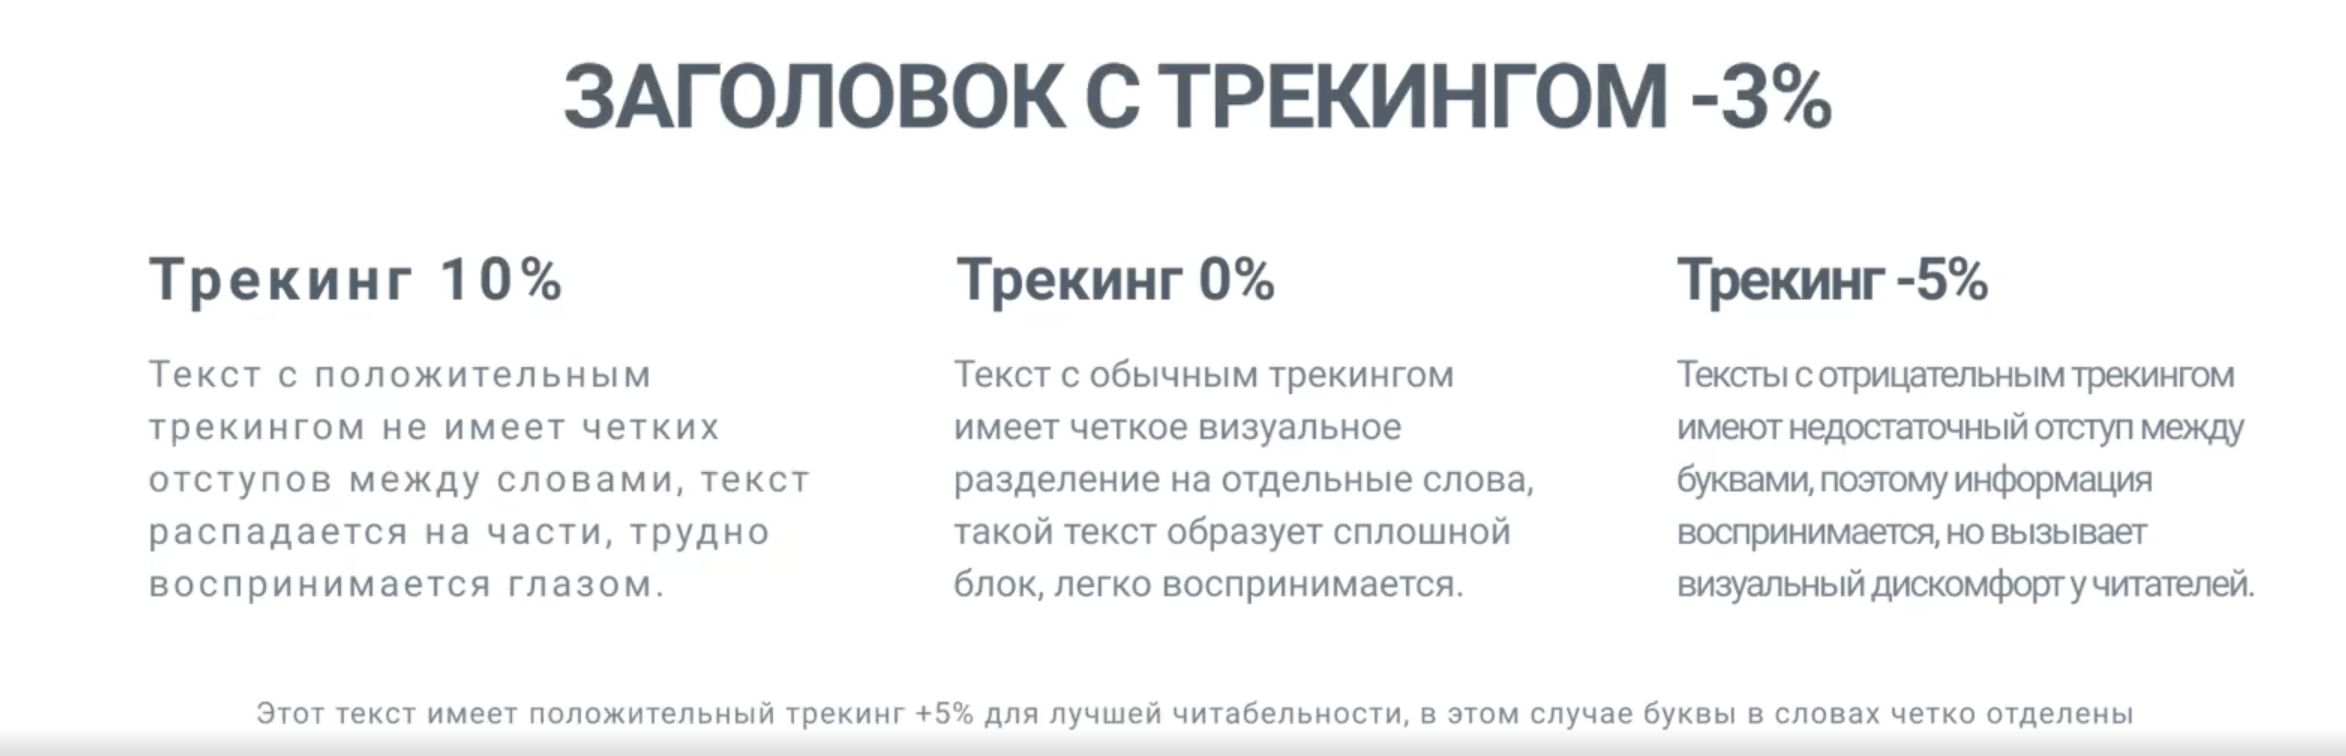 ЗАГОЛОВОК С ТРЕКИНГОМ -3%
Трекинг 10%
Текст с положительным
трекингом не имеет четких
отступов между словами, текст
распадается на части, трудно
воспринимается глазом.
Трекинг 0%
Текст с обычным трекингом
имеет четкое визуальное
разделение на отдельные слова,
такой текст образует сплошной
блок, легко воспринимается.
Трекинг -5%
Тексты с отрицательным трекингом
имеют недостаточный отступ между
буквами, поэтому информация
воспринимается, но вызывает
визуальный дискомфорт у читателей.
Этот текст имеет положительный трекинг +5% для лучшей читабельности, в этом случае буквы в словах четко отделены